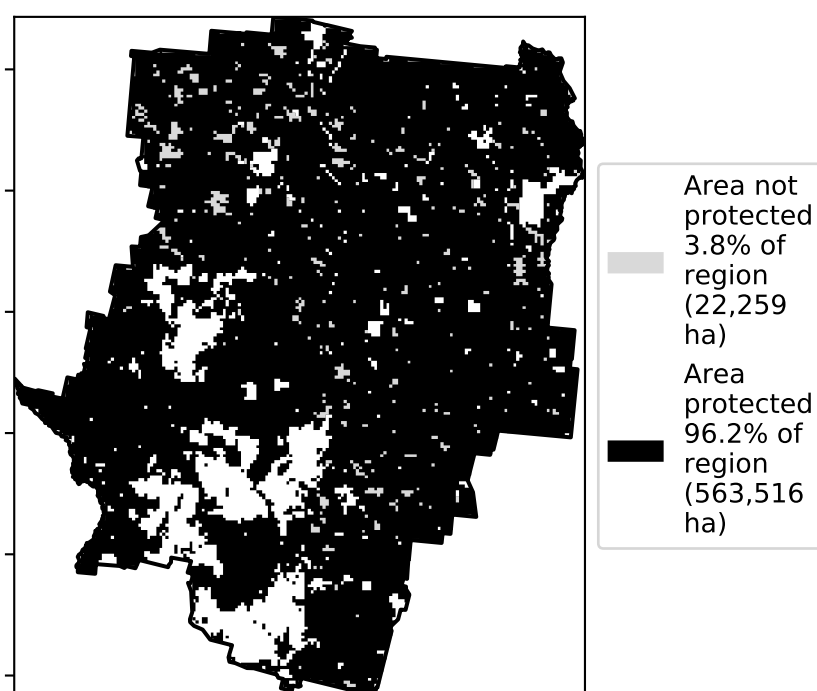 Area not
protected
3.8% of
region
(22,259
ha)
Area
protected
96.2% of
region
(563,516
ha)